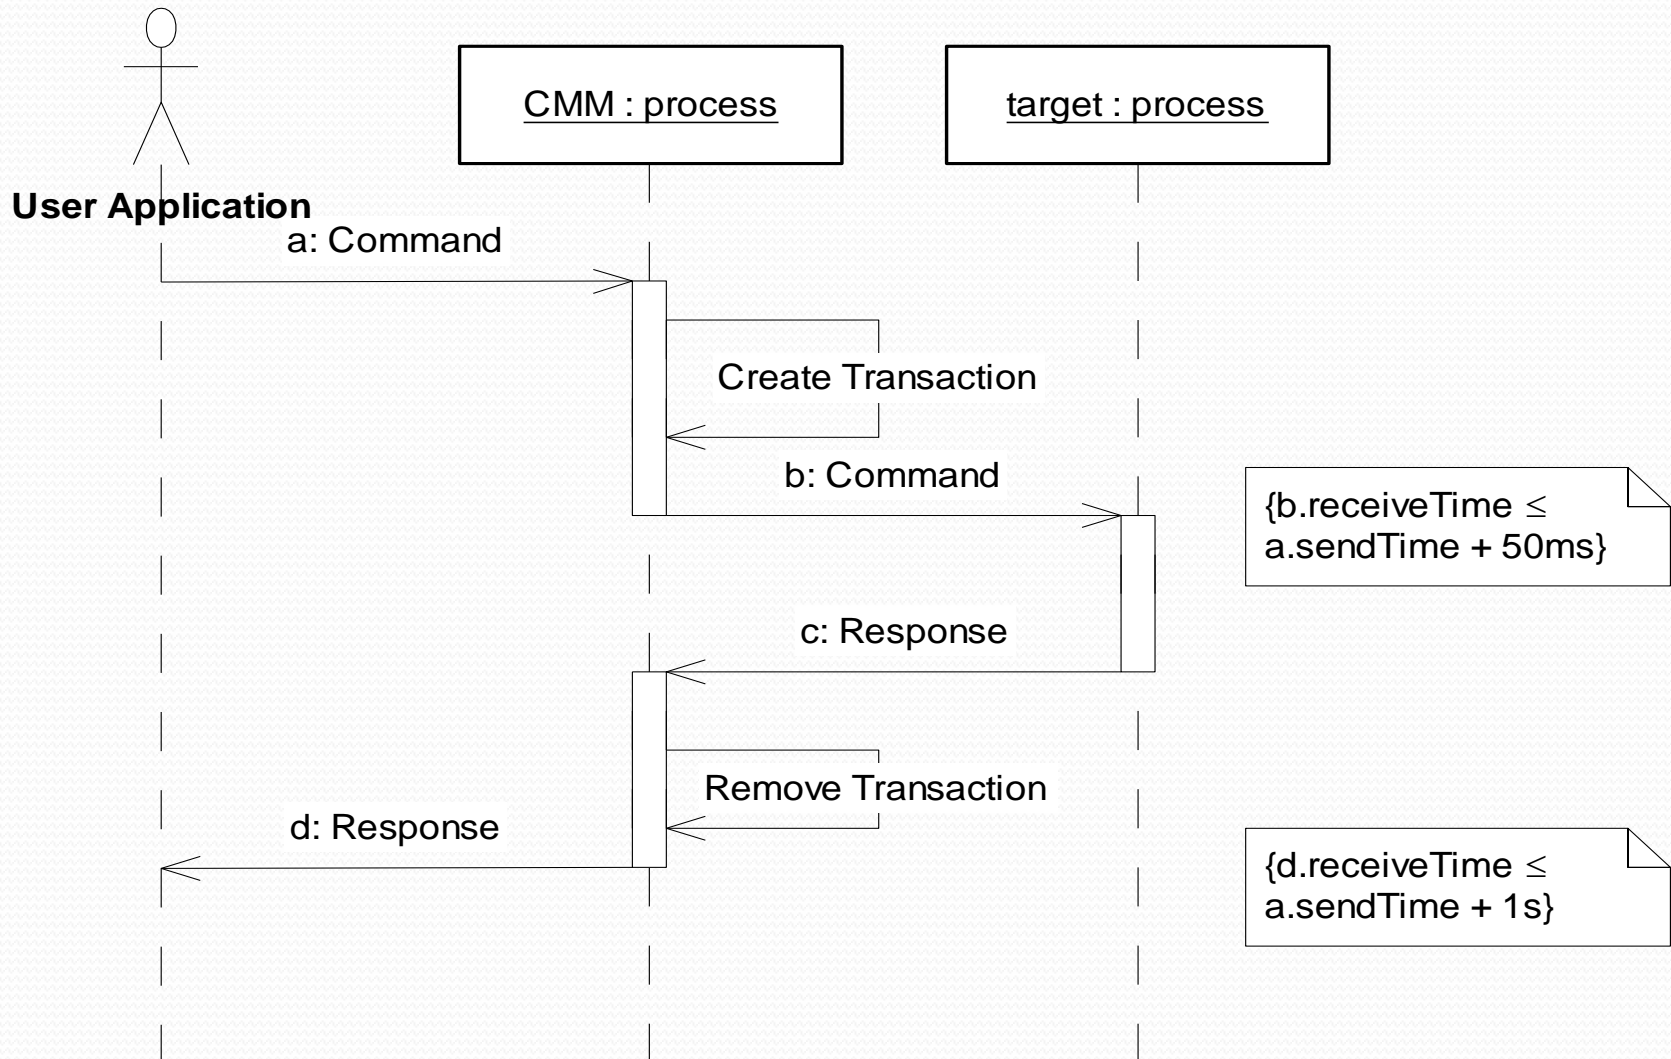 CMM : process
target : process
User Application
a: Command
Create Transaction
b: Command
{b.receiveTime ≤
a.sendTime + 50ms}
c: Response
Remove Transaction
d: Response
{d.receiveTime ≤
a.sendTime + 1s}